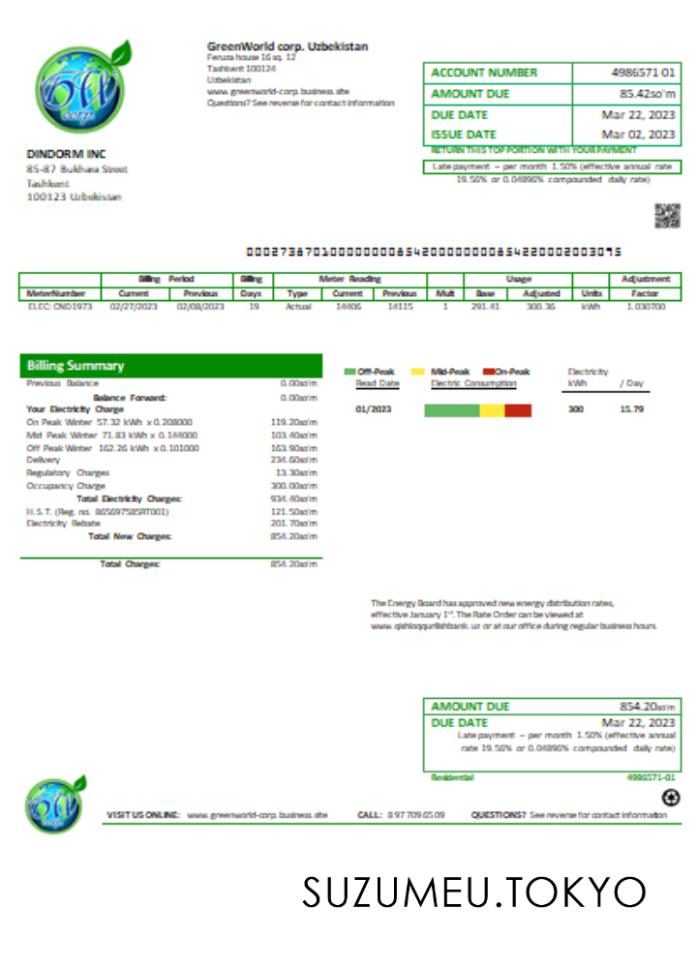 GreenWorld corp. Uzbekistan
Feruza house 16 sq. 12
Tashkent 100124
Uzbekistan
www.greenworld-corp.business.site
Questions? See reverse for contact information
ACCOUNT NUMBER 4986571 01
AMOUNT DUE 85.42so'm
DUE DATE Mar 22, 2023
ISSUE DATE Mar 02, 2023
RETURN THIS TOP PORTION WITH YOUR PAYMENT
Late payment – per month 1.50% (effective annual rate
19.56% or 0.04896% compounded daily rate)
DINDORM INC
85-87 Bukhara Street
Tashkent
100123 Uzbekistan
Billing Period Billing Meter Reading Usage Adjustment
MeterNumber Current Previous Days Type Current Previous Mult Base Adjusted Units Factor
ELEC: CND1973 02/27/2023 02/08/2023 19 Actual 14406 14115 1 291.41 300.36 kWh 1.030700
Billing Summary
Previous Balance 0.00so'm
Balance Forward: 0.00so'm
Your Electricity Charge
On Peak Winter 57.32 kWh x 0.208000 119.20so'm
Mid Peak Winter 71.83 kWh x 0.144000 103.40so'm
Off Peak Winter 162.26 kWh x 0.101000 163.90so'm
Delivery 234.60so'm
Regulatory Charges 13.30so'm
Occupancy Charge 300.00so'm
Total Electricity Charges: 934.40so'm
H.S.T. (Reg. no. 865697585RT001) 121.50so'm
Electricity Rebate 201.70so'm
Total New Charges: 854.20so'm
Total Charges: 854.20so'm
Off-Peak Mid-Peak On-Peak Electricity
Read Date Electric Consumption kWh / Day
01/2023 300 15.79
The Energy Board has approved new energy distribution rates,
effective January 1st. The Rate Order can be viewed at
www.qishloqqurilishbank.uz or at our office during regular business hours.
AMOUNT DUE 854.20so'm
DUE DATE Mar 22, 2023
Late payment – per month 1.50% (effective annual
rate 19.56% or 0.04896% compounded daily rate)
Residential 4986571-01
VISIT US ONLINE: www.greenworld-corp.business.site CALL: 8 97 709 65 09 QUESTIONS? See reverse for contact information
SUZUMEU.TOKYO